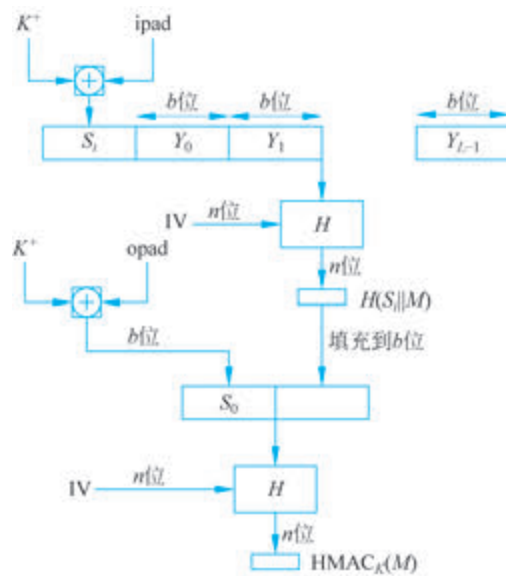 K⁺ ipad
b位 b位 b位
Sᵢ Y₀ Y₁ Y_{L-1}
IV n位 H
K⁺ opad
n位
H(Sᵢ||M)
b位 填充到b位
S₀
IV n位 H
n位
HMAC_K(M)